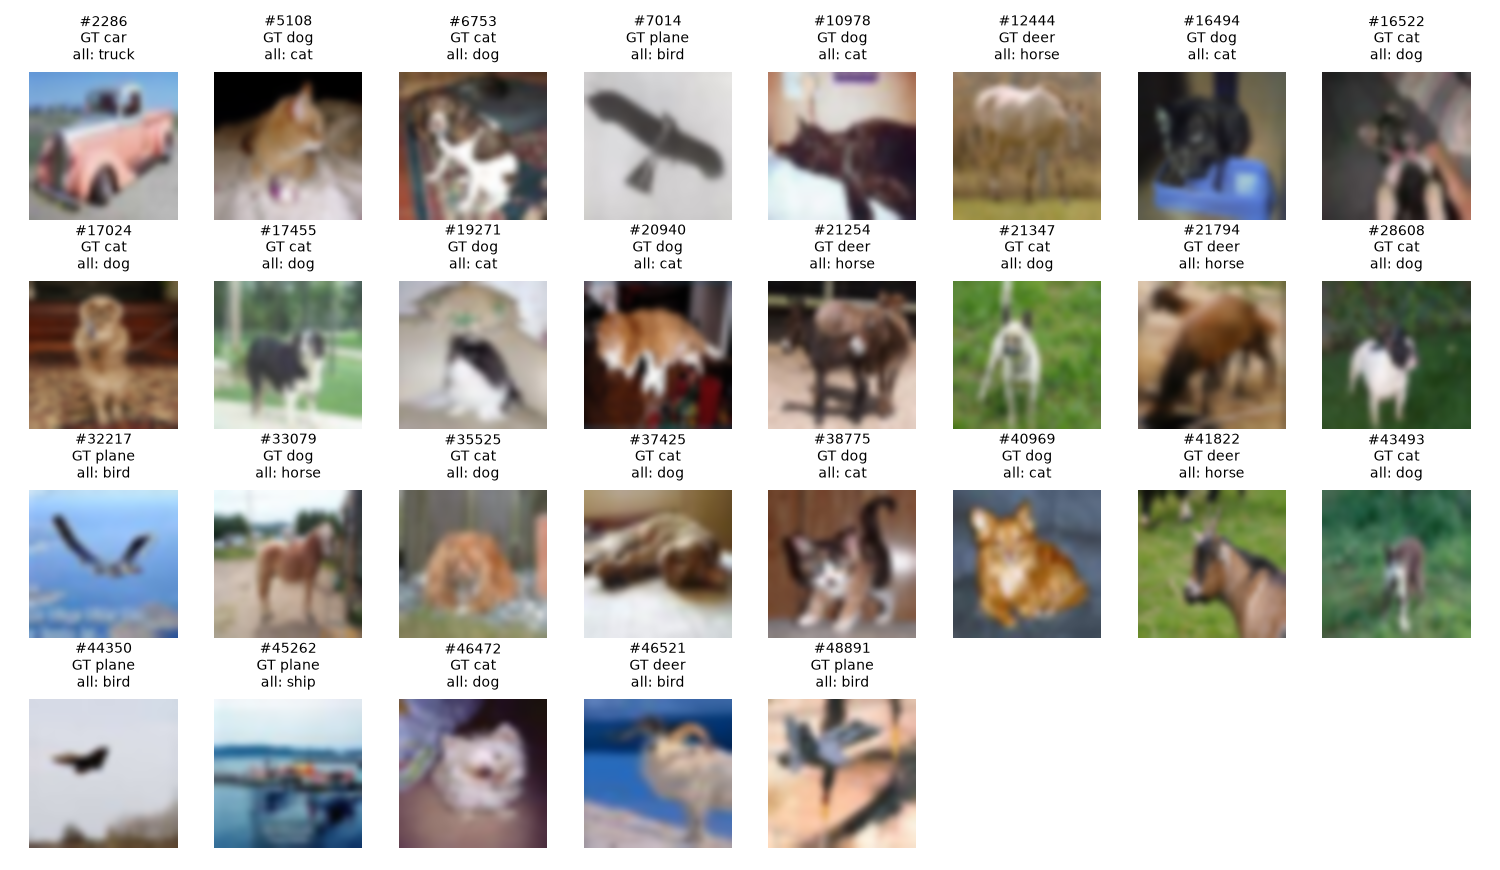 #2286
GT car
all: truck
#5108
GT dog
all: cat
#6753
GT cat
all: dog
#7014
GT plane
all: bird
#10978
GT dog
all: cat
#12444
GT deer
all: horse
#16494
GT dog
all: cat
#16522
GT cat
all: dog
#17024
GT cat
all: dog
#17455
GT cat
all: dog
#19271
GT dog
all: cat
#20940
GT dog
all: cat
#21254
GT deer
all: horse
#21347
GT cat
all: dog
#21794
GT deer
all: horse
#28608
GT cat
all: dog
#32217
GT plane
all: bird
#33079
GT dog
all: horse
#35525
GT cat
all: dog
#37425
GT cat
all: dog
#38775
GT dog
all: cat
#40969
GT dog
all: cat
#41822
GT deer
all: horse
#43493
GT cat
all: dog
#44350
GT plane
all: bird
#45262
GT plane
all: ship
#46472
GT cat
all: dog
#46521
GT deer
all: bird
#48891
GT plane
all: bird